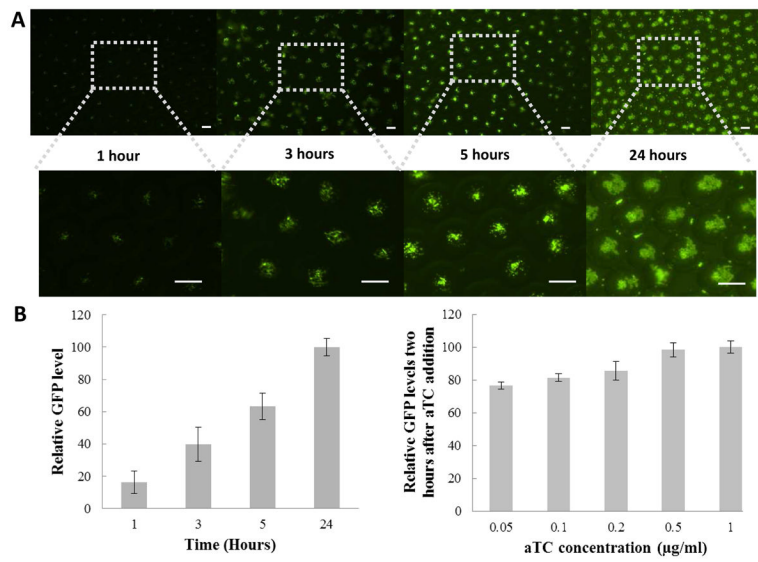 A
1 hour 3 hours 5 hours 24 hours
B
120
100
80
60
40
20
0
Relative GFP level
1 3 5 24
Time (Hours)
120
100
80
60
40
20
0
Relative GFP levels two
hours after aTC addition
0.05 0.1 0.2 0.5 1
aTC concentration (µg/ml)